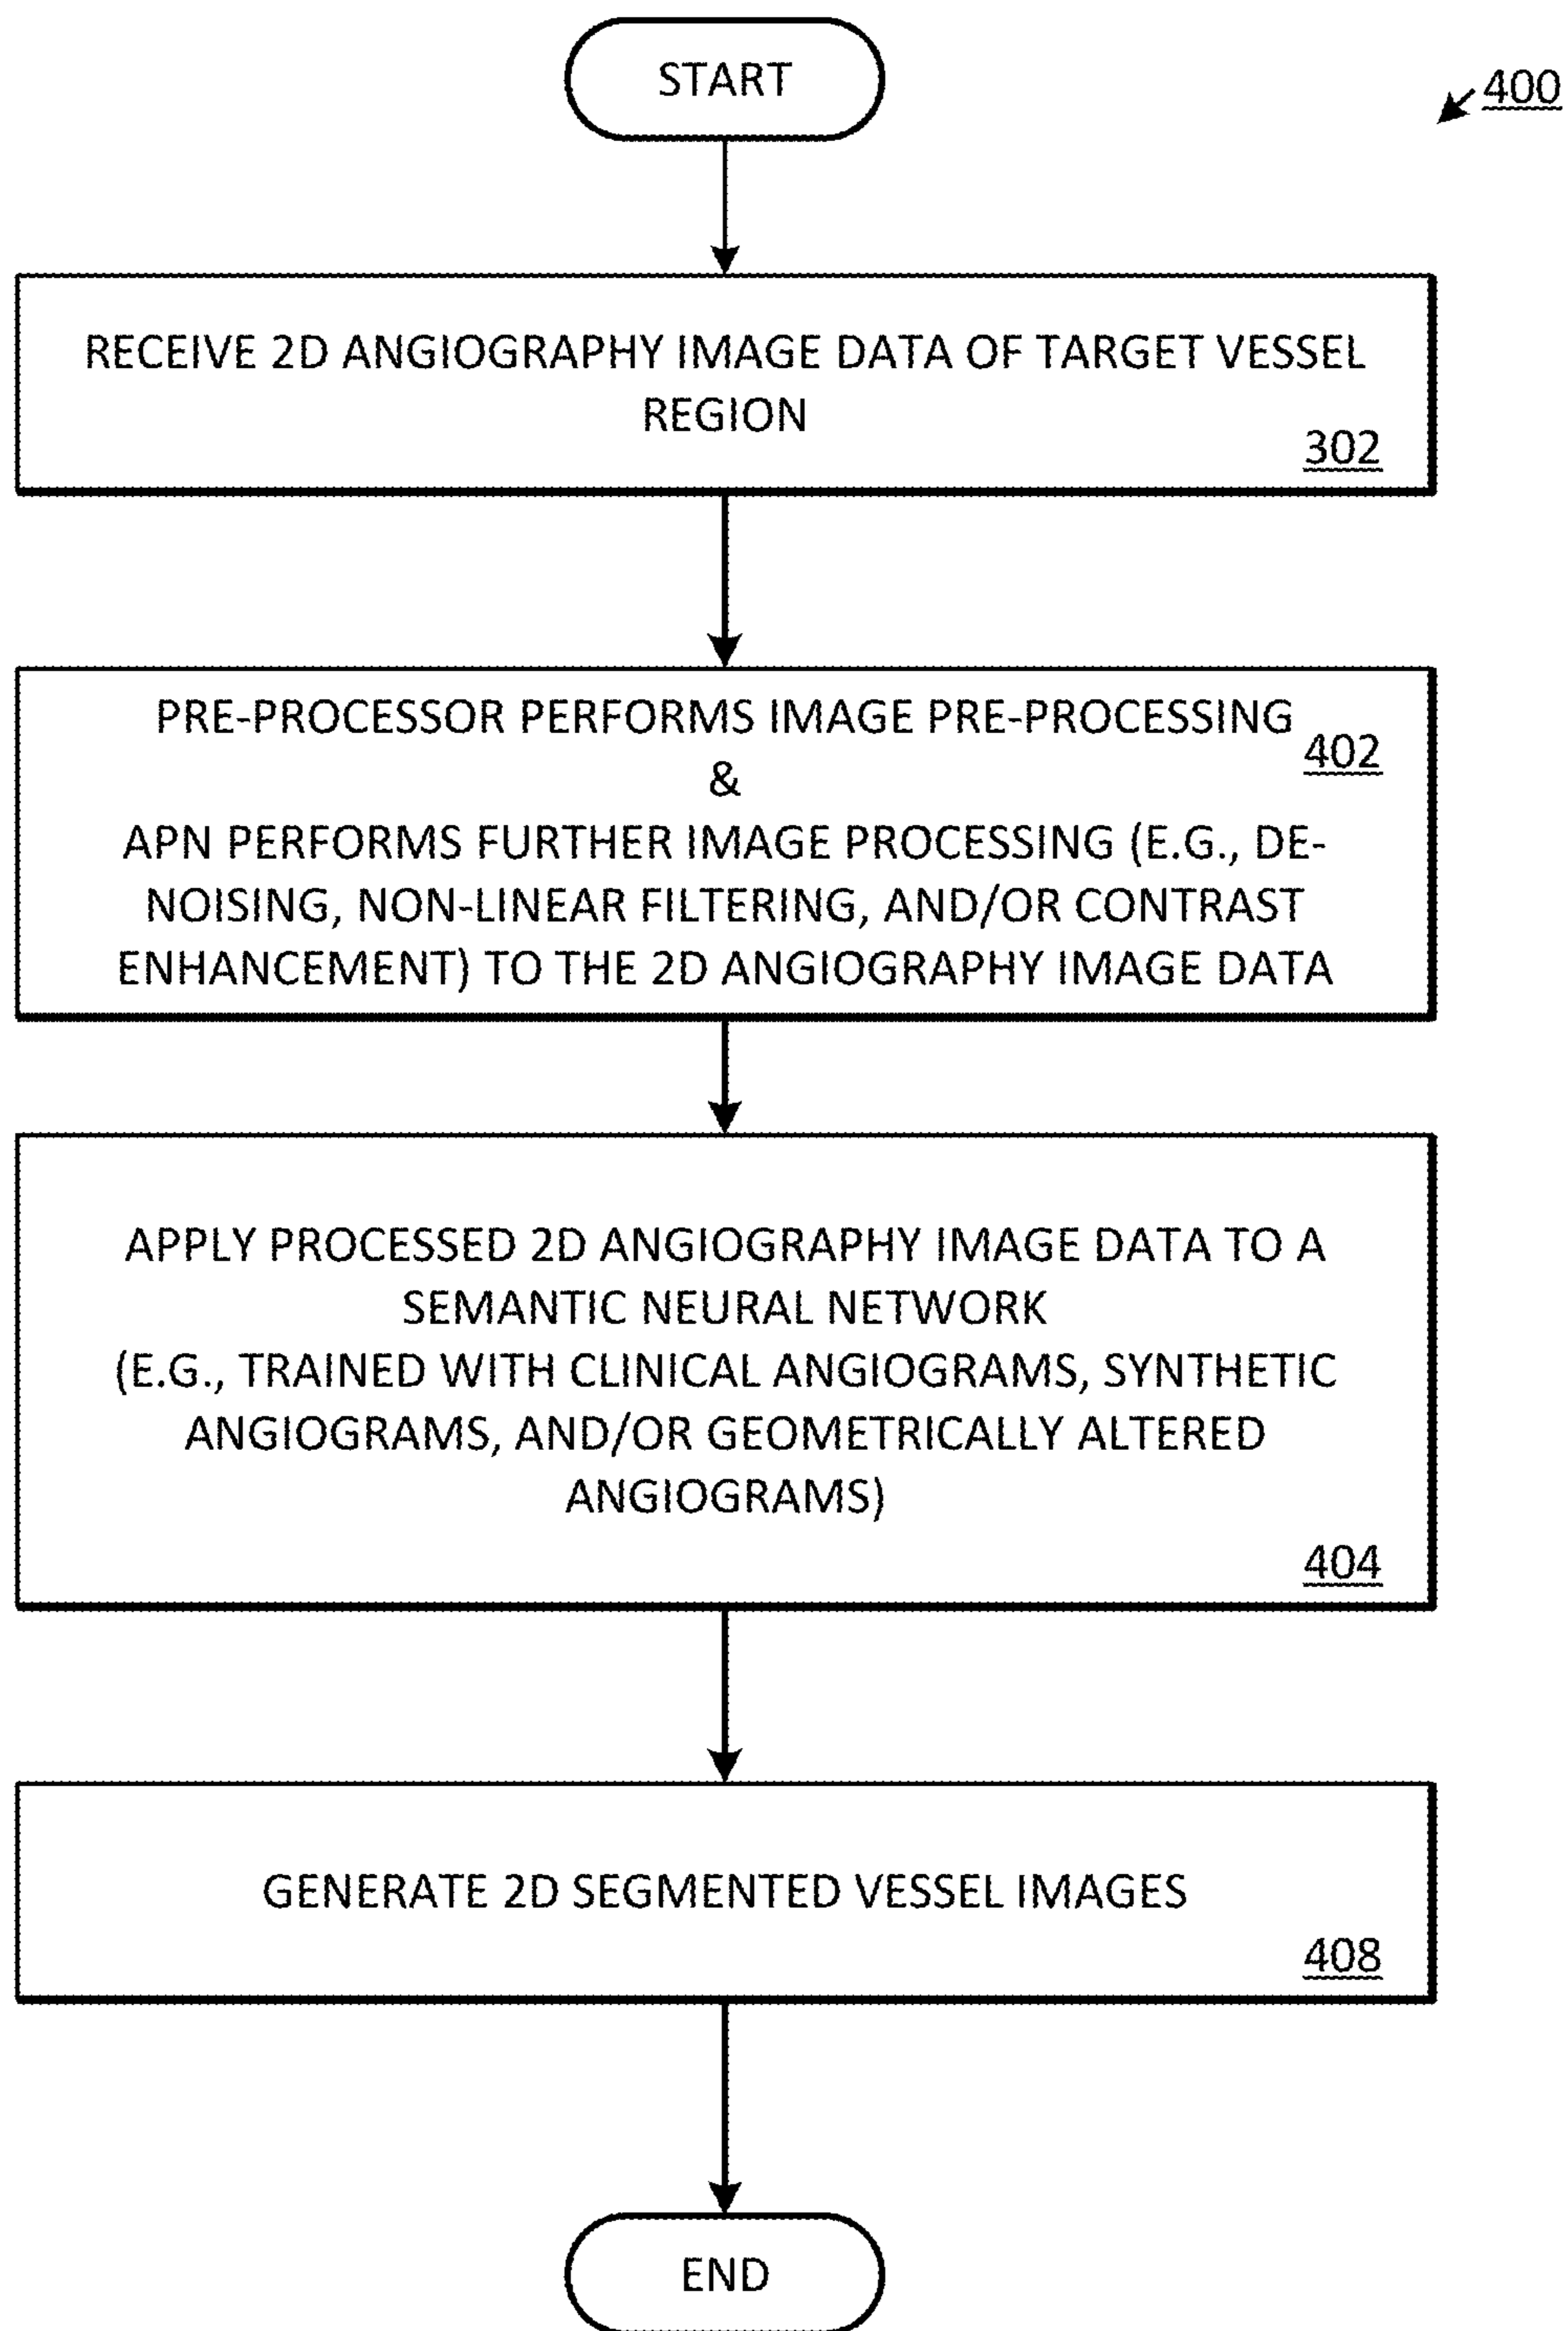 START
400
RECEIVE 2D ANGIOGRAPHY IMAGE DATA OF TARGET VESSEL
REGION
302
PRE-PROCESSOR PERFORMS IMAGE PRE-PROCESSING
402
&
APN PERFORMS FURTHER IMAGE PROCESSING (E.G., DE-
NOISING, NON-LINEAR FILTERING, AND/OR CONTRAST
ENHANCEMENT) TO THE 2D ANGIOGRAPHY IMAGE DATA
APPLY PROCESSED 2D ANGIOGRAPHY IMAGE DATA TO A
SEMANTIC NEURAL NETWORK
(E.G., TRAINED WITH CLINICAL ANGIOGRAMS, SYNTHETIC
ANGIOGRAMS, AND/OR GEOMETRICALLY ALTERED
ANGIOGRAMS)
404
GENERATE 2D SEGMENTED VESSEL IMAGES
408
END